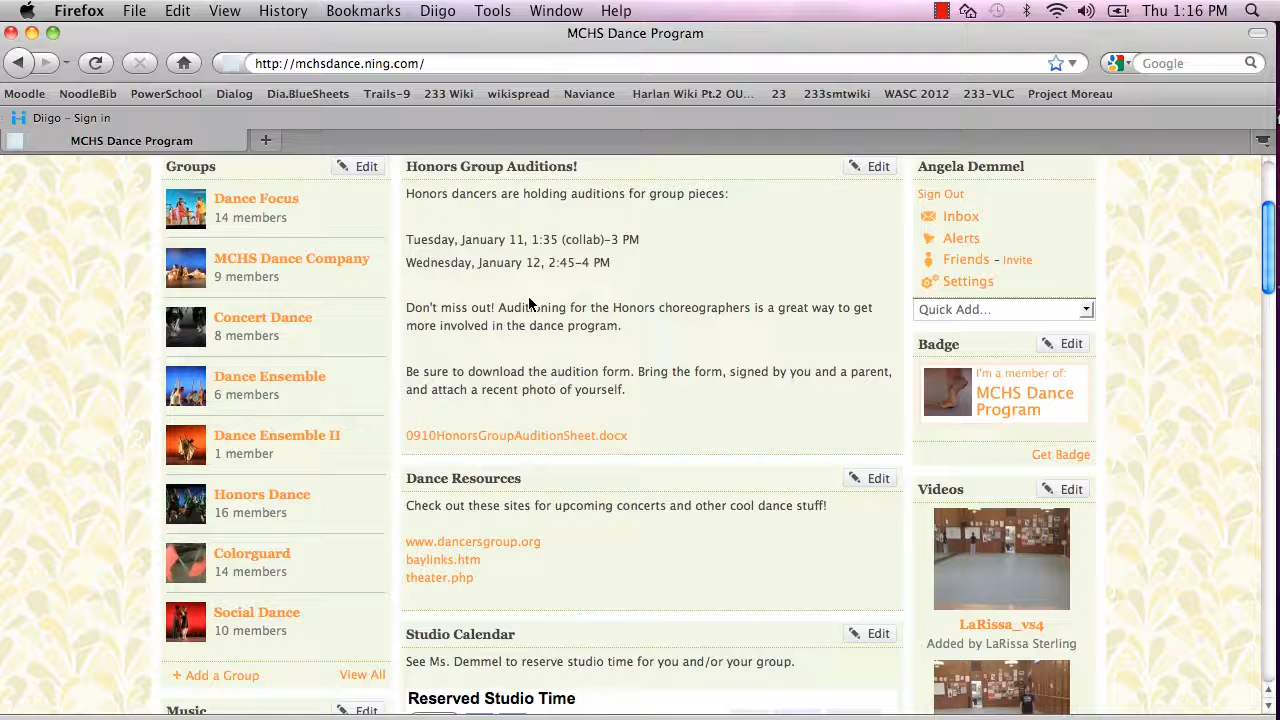 Firefox File Edit View History Bookmarks Diigo Tools Window Help Thu 1:16 PM
MCHS Dance Program
http://mchsdance.ning.com/ Google
Moodle NoodleBib PowerSchool Dialog Dia.BlueSheets Trails-9 233 Wiki wikispread Naviance Harlan Wiki Pt.2 OU... 23 233smtwiki WASC 2012 233-VLC Project Moreau
Diigo - Sign in
MCHS Dance Program
Groups Edit
Dance Focus
14 members
MCHS Dance Company
9 members
Concert Dance
8 members
Dance Ensemble
6 members
Dance Ensemble II
1 member
Honors Dance
16 members
Colorguard
14 members
Social Dance
10 members
+ Add a Group View All
Music Edit
Honors Group Auditions! Edit
Honors dancers are holding auditions for group pieces:
Tuesday, January 11, 1:35 (collab)-3 PM
Wednesday, January 12, 2:45-4 PM
Don't miss out! Auditioning for the Honors choreographers is a great way to get
more involved in the dance program.
Be sure to download the audition form. Bring the form, signed by you and a parent,
and attach a recent photo of yourself.
0910HonorsGroupAuditionSheet.docx
Dance Resources Edit
Check out these sites for upcoming concerts and other cool dance stuff!
www.dancersgroup.org
baylinks.htm
theater.php
Studio Calendar Edit
See Ms. Demmel to reserve studio time for you and/or your group.
Reserved Studio Time
Angela Demmel
Sign Out
Inbox
Alerts
Friends - Invite
Settings
Quick Add...
Badge Edit
I'm a member of:
MCHS Dance
Program
Get Badge
Videos Edit
LaRissa_vs4
Added by LaRissa Sterling